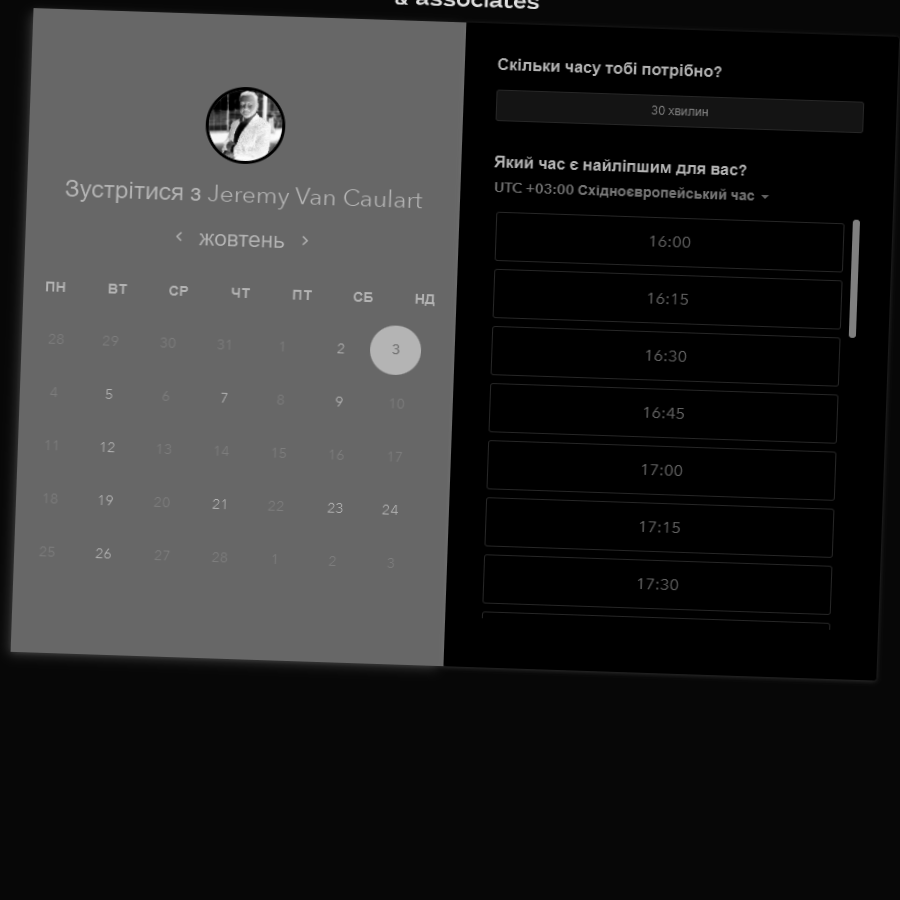 & associates
Зустрітися з Jeremy Van Caulart
жовтень
ПН ВТ СР ЧТ ПТ СБ НД
28 29 30 31 1 2 3
4 5 6 7 8 9 10
11 12 13 14 15 16 17
18 19 20 21 22 23 24
25 26 27 28 1 2 3
Скільки часу тобі потрібно?
30 хвилин
Який час є найліпшим для вас?
UTC +03:00 Східноєвропейський час
16:00
16:15
16:30
16:45
17:00
17:15
17:30